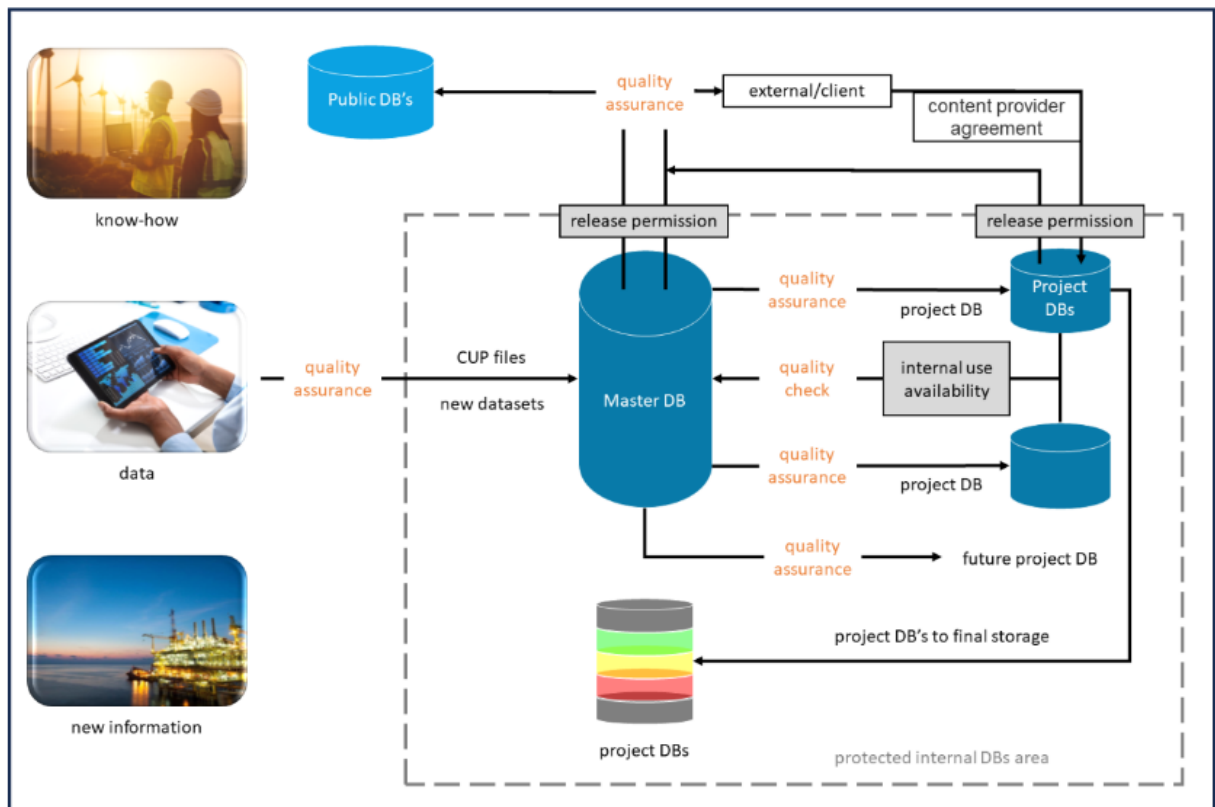 Public DB's
quality
assurance
external/client
content provider
agreement
know-how
release permission
release permission
quality
assurance
project DB
Project
DBs
data
quality
assurance
CUP files
new datasets
Master DB
quality
check
internal use
availability
quality
assurance
project DB
quality
assurance
future project DB
project DB's to final storage
new information
project DBs
protected internal DBs area